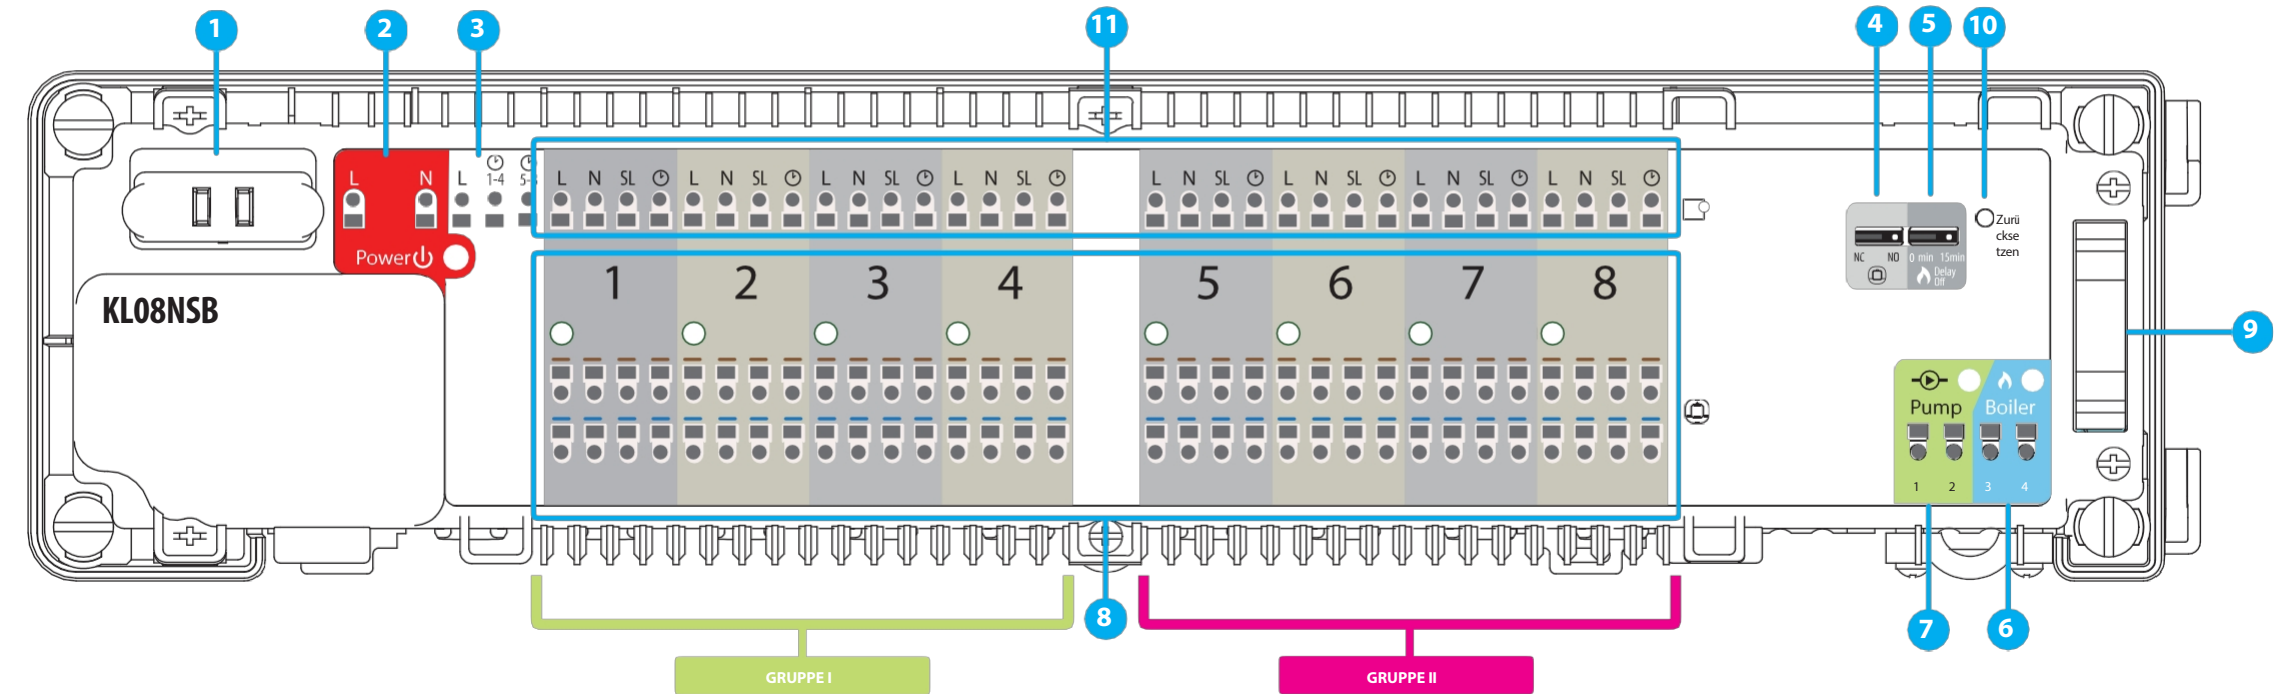 1 2 3 11 4 5 10
L N L 1-4 5-
L N SL L N SL L N SL L N SL
L N SL L N SL L N SL L N SL
Power
Zurü
ckse
tzen
NC NO 0 min 15min
Delay
Off
1 2 3 4 5 6 7 8
KL08NSB
9
Pump Boiler
1 2 3 4
8
7 6
GRUPPE I GRUPPE II